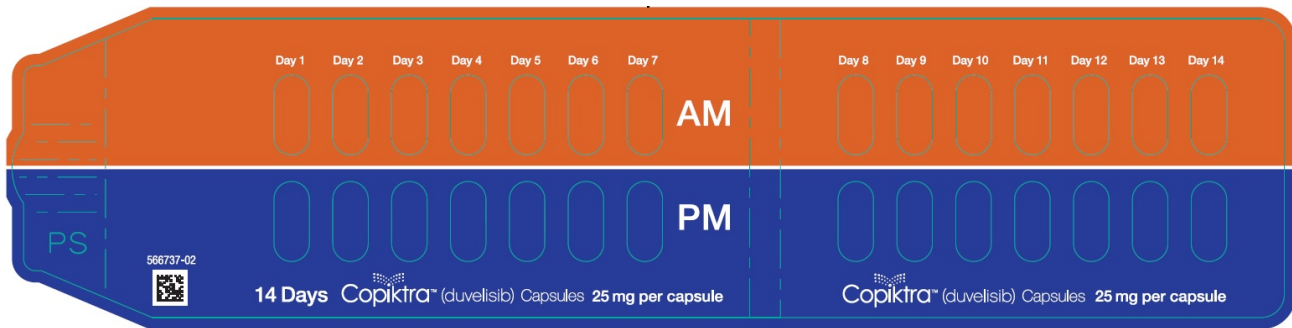 Day 1 Day 2 Day 3 Day 4 Day 5 Day 6 Day 7 Day 8 Day 9 Day 10 Day 11 Day 12 Day 13 Day 14
AM
PM
PS
566737-02
14 Days Copiktra™ (duvelisib) Capsules 25 mg per capsule
Copiktra™ (duvelisib) Capsules 25 mg per capsule